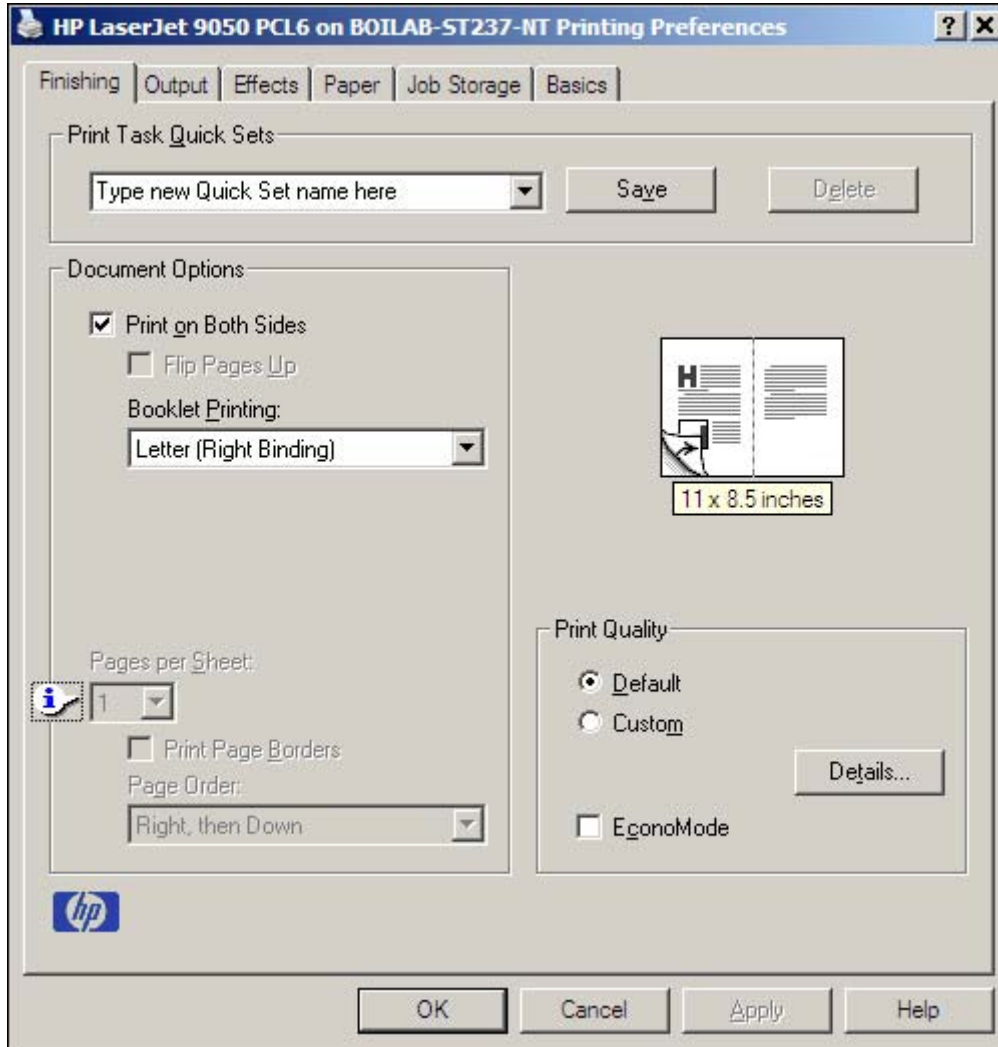 HP LaserJet 9050 PCL6 on BOILAB-ST237-NT Printing Preferences ? X
Finishing Output Effects Paper Job Storage Basics
Print Task Quick Sets
Type new Quick Set name here Save Delete
Document Options
Print on Both Sides
Flip Pages Up
Booklet Printing:
Letter (Right Binding)
H
11 x 8.5 inches
Pages per Sheet:
i 1
Print Page Borders
Page Order:
Right, then Down
Print Quality
Default
Custom
Details...
EconoMode
hp
OK Cancel Apply Help